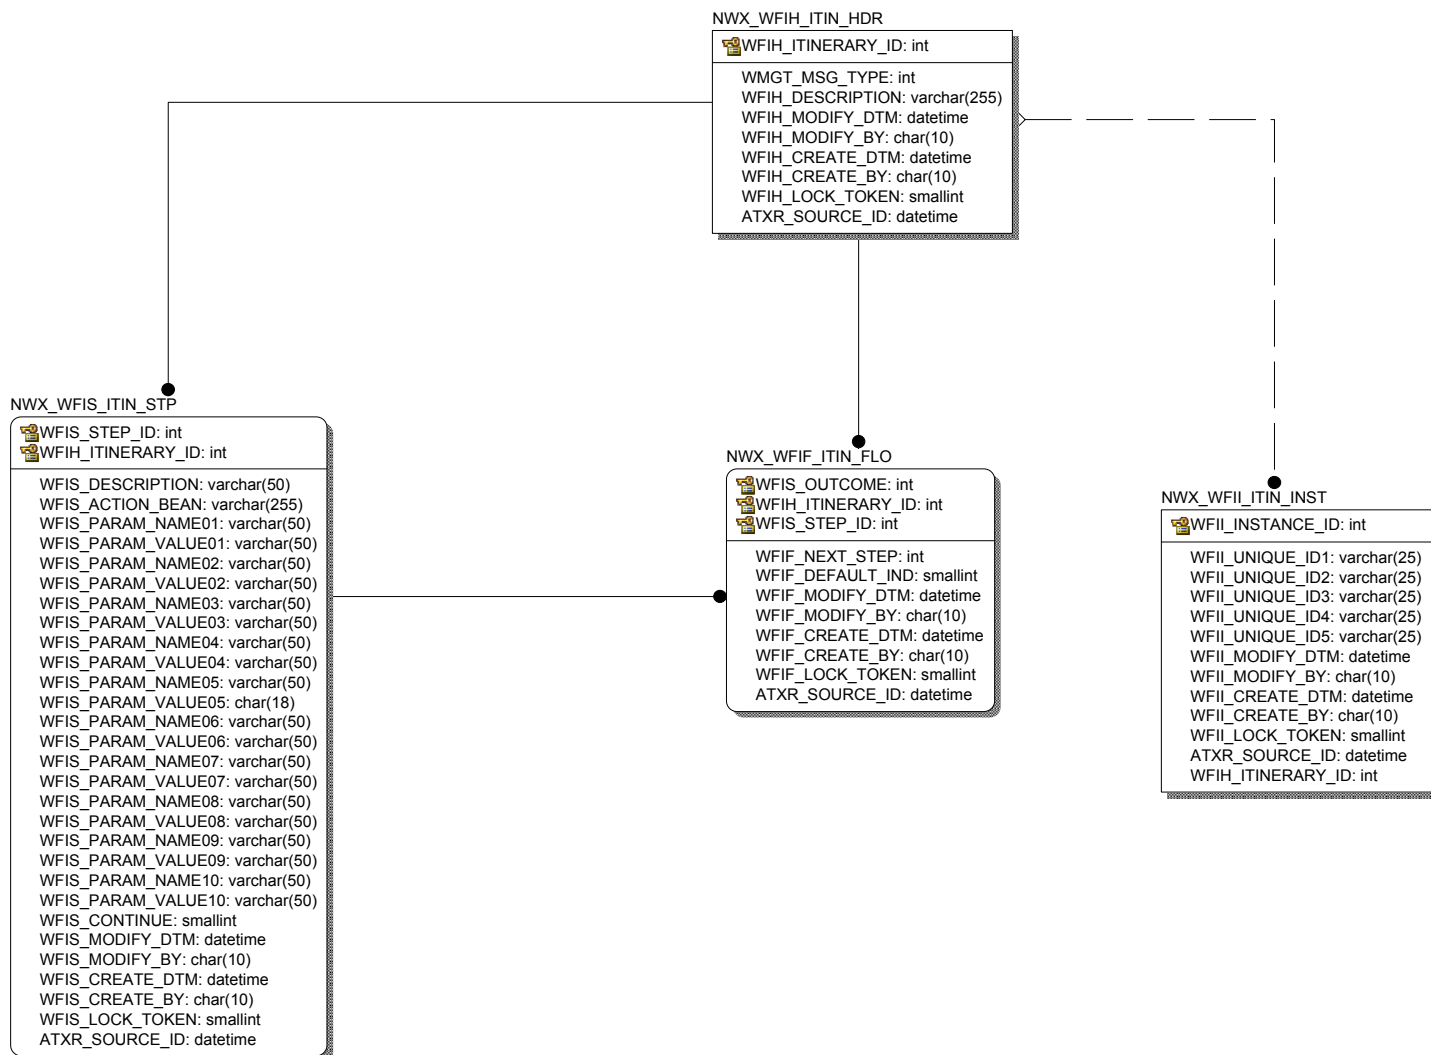 NWX_WFIH_ITIN_HDR
WFIH_ITINERARY_ID: int
WMGT_MSG_TYPE: int
WFIH_DESCRIPTION: varchar(255)
WFIH_MODIFY_DTM: datetime
WFIH_MODIFY_BY: char(10)
WFIH_CREATE_DTM: datetime
WFIH_CREATE_BY: char(10)
WFIH_LOCK_TOKEN: smallint
ATXR_SOURCE_ID: datetime
NWX_WFIS_ITIN_STP
WFIS_STEP_ID: int
WFIH_ITINERARY_ID: int
WFIS_DESCRIPTION: varchar(50)
WFIS_ACTION_BEAN: varchar(255)
WFIS_PARAM_NAME01: varchar(50)
WFIS_PARAM_VALUE01: varchar(50)
WFIS_PARAM_NAME02: varchar(50)
WFIS_PARAM_VALUE02: varchar(50)
WFIS_PARAM_NAME03: varchar(50)
WFIS_PARAM_VALUE03: varchar(50)
WFIS_PARAM_NAME04: varchar(50)
WFIS_PARAM_VALUE04: varchar(50)
WFIS_PARAM_NAME05: varchar(50)
WFIS_PARAM_VALUE05: char(18)
WFIS_PARAM_NAME06: varchar(50)
WFIS_PARAM_VALUE06: varchar(50)
WFIS_PARAM_NAME07: varchar(50)
WFIS_PARAM_VALUE07: varchar(50)
WFIS_PARAM_NAME08: varchar(50)
WFIS_PARAM_VALUE08: varchar(50)
WFIS_PARAM_NAME09: varchar(50)
WFIS_PARAM_VALUE09: varchar(50)
WFIS_PARAM_NAME10: varchar(50)
WFIS_PARAM_VALUE10: varchar(50)
WFIS_CONTINUE: smallint
WFIS_MODIFY_DTM: datetime
WFIS_MODIFY_BY: char(10)
WFIS_CREATE_DTM: datetime
WFIS_CREATE_BY: char(10)
WFIS_LOCK_TOKEN: smallint
ATXR_SOURCE_ID: datetime
NWX_WFIF_ITIN_FLO
WFIS_OUTCOME: int
WFIH_ITINERARY_ID: int
WFIS_STEP_ID: int
WFIF_NEXT_STEP: int
WFIF_DEFAULT_IND: smallint
WFIF_MODIFY_DTM: datetime
WFIF_MODIFY_BY: char(10)
WFIF_CREATE_DTM: datetime
WFIF_CREATE_BY: char(10)
WFIF_LOCK_TOKEN: smallint
ATXR_SOURCE_ID: datetime
NWX_WFII_ITIN_INST
WFII_INSTANCE_ID: int
WFII_UNIQUE_ID1: varchar(25)
WFII_UNIQUE_ID2: varchar(25)
WFII_UNIQUE_ID3: varchar(25)
WFII_UNIQUE_ID4: varchar(25)
WFII_UNIQUE_ID5: varchar(25)
WFII_MODIFY_DTM: datetime
WFII_MODIFY_BY: char(10)
WFII_CREATE_DTM: datetime
WFII_CREATE_BY: char(10)
WFII_LOCK_TOKEN: smallint
ATXR_SOURCE_ID: datetime
WFIH_ITINERARY_ID: int